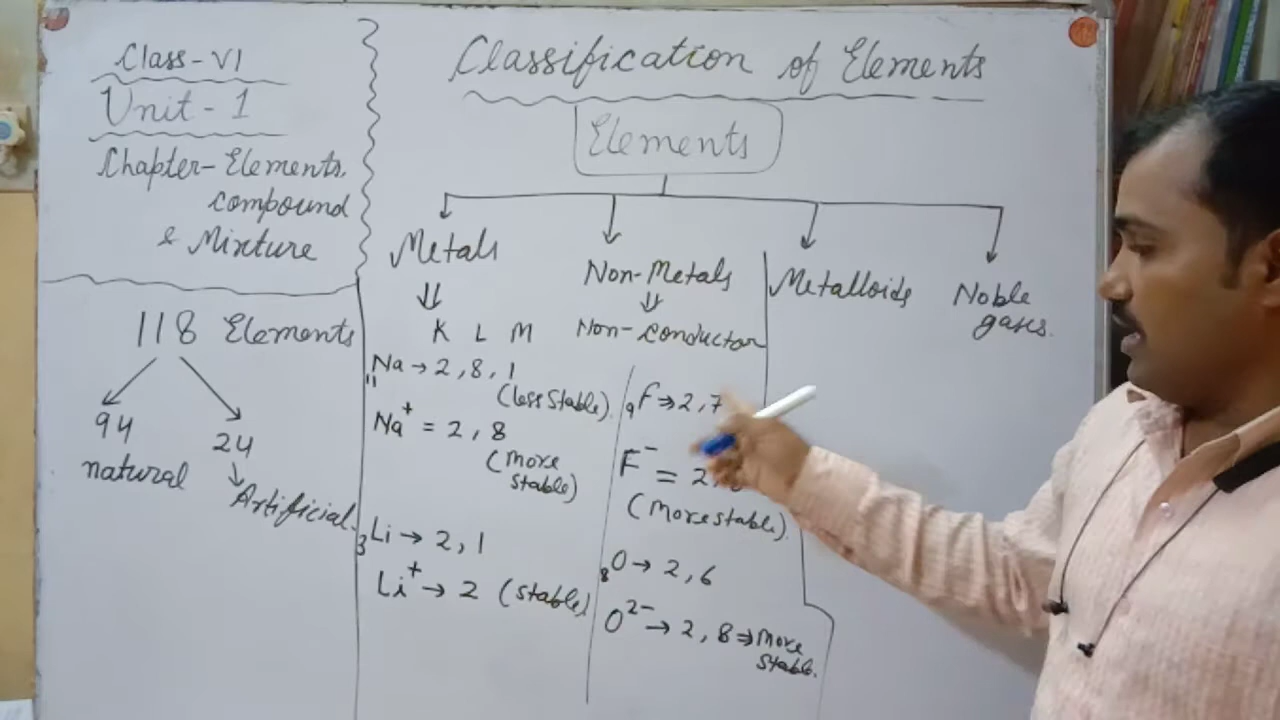 Class-VI
Unit-1
Chapter-Elements,
compound
& Mixture
118 Elements
94
natural
24
Artificial.
Classification of Elements
Elements
Metals
Non-Metals
Metalloids
Noble
gases.
K L M
₁₁Na → 2, 8, 1
(less stable).
Na⁺ = 2, 8
(more
stable)
₃Li → 2, 1
Li⁺ → 2 (stable)
Non-conductor
₉F ⇒ 2, 7
F⁻ = 2,
(More stable).
₈O → 2, 6
O²⁻ → 2, 8 ⇒ more
stable.